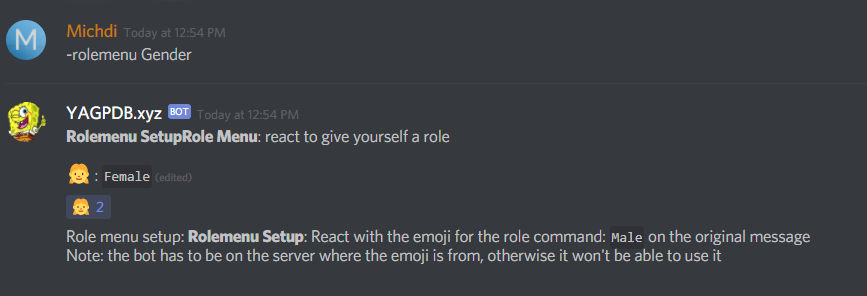 M
Michdi Today at 12:54 PM
-rolemenu Gender
YAGPDB.xyz BOT Today at 12:54 PM
Rolemenu SetupRole Menu: react to give yourself a role
👧 : Female (edited)
👧 2
Role menu setup: Rolemenu Setup: React with the emoji for the role command: Male on the original message
Note: the bot has to be on the server where the emoji is from, otherwise it won't be able to use it